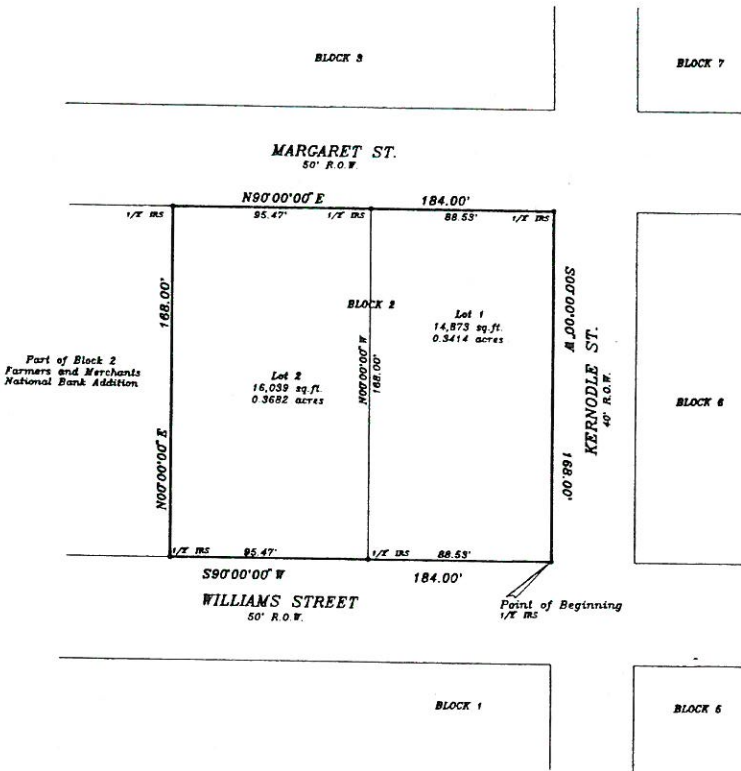 BLOCK 3
BLOCK 7
MARGARET ST.
50' R.O.W.
N90°00'00" E
184.00'
1/2" IRS
95.47'
1/2" IRS
88.53'
1/2" IRS
168.00'
N00°00'00" E
BLOCK 2
Lot 1
14,873 sq.ft.
0.3414 acres
N00°00'00" W
168.00'
S00°00'00" W
168.00'
KERNODLE ST.
40' R.O.W.
Part of Block 2
Farmers and Merchants
National Bank Addition
Lot 2
16,039 sq.ft.
0.3682 acres
BLOCK 6
1/2" IRS
95.47'
1/2" IRS
88.53'
S90°00'00" W
184.00'
WILLIAMS STREET
50' R.O.W.
Point of Beginning
1/2" IRS
BLOCK 1
BLOCK 5